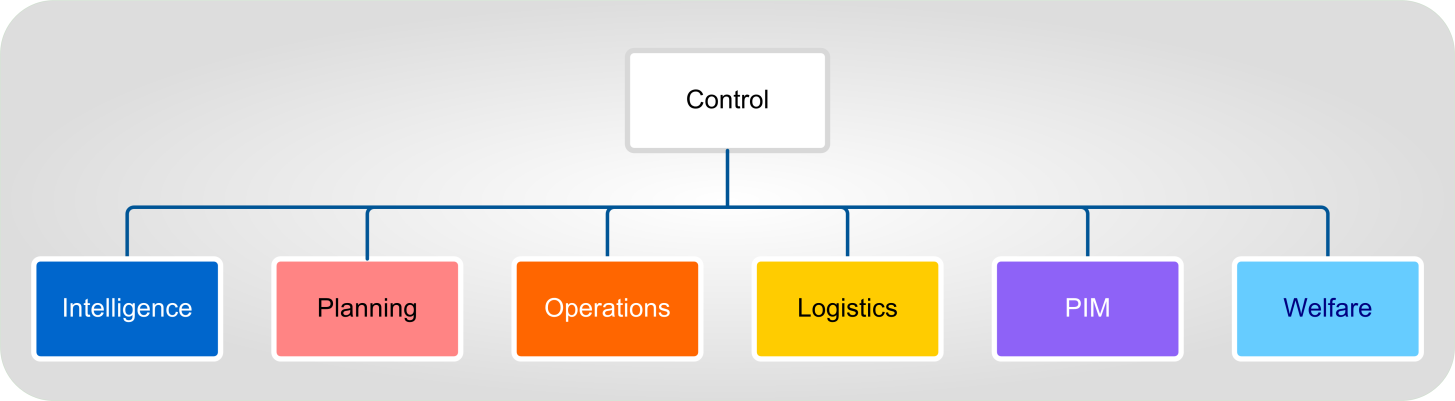 Control
Intelligence
Planning
Operations
Logistics
PIM
Welfare